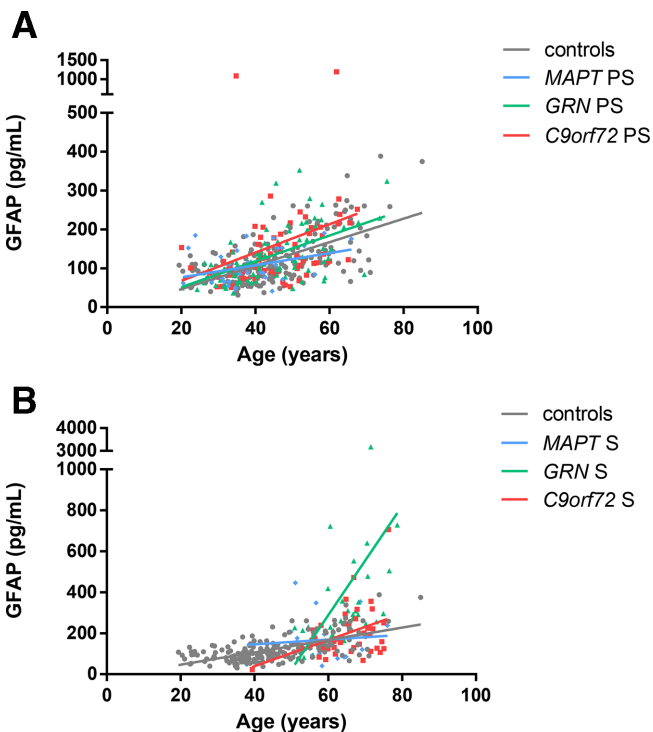 A
1500
1000
500
400
300
200
100
0
GFAP (pg/mL)
0 20 40 60 80 100
Age (years)
controls
MAPT PS
GRN PS
C9orf72 PS
B
4000
3000
1000
800
600
400
200
0
GFAP (pg/mL)
0 20 40 60 80 100
Age (years)
controls
MAPT S
GRN S
C9orf72 S